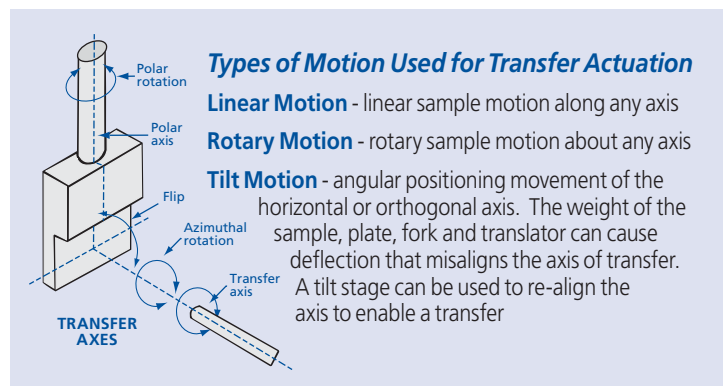 Types of Motion Used for Transfer Actuation
Linear Motion - linear sample motion along any axis
Rotary Motion - rotary sample motion about any axis
Tilt Motion - angular positioning movement of the
horizontal or orthogonal axis. The weight of the
sample, plate, fork and translator can cause
deflection that misaligns the axis of transfer.
A tilt stage can be used to re-align the
axis to enable a transfer
Polar
rotation
Polar
axis
Flip
Azimuthal
rotation
Transfer
axis
TRANSFER
AXES